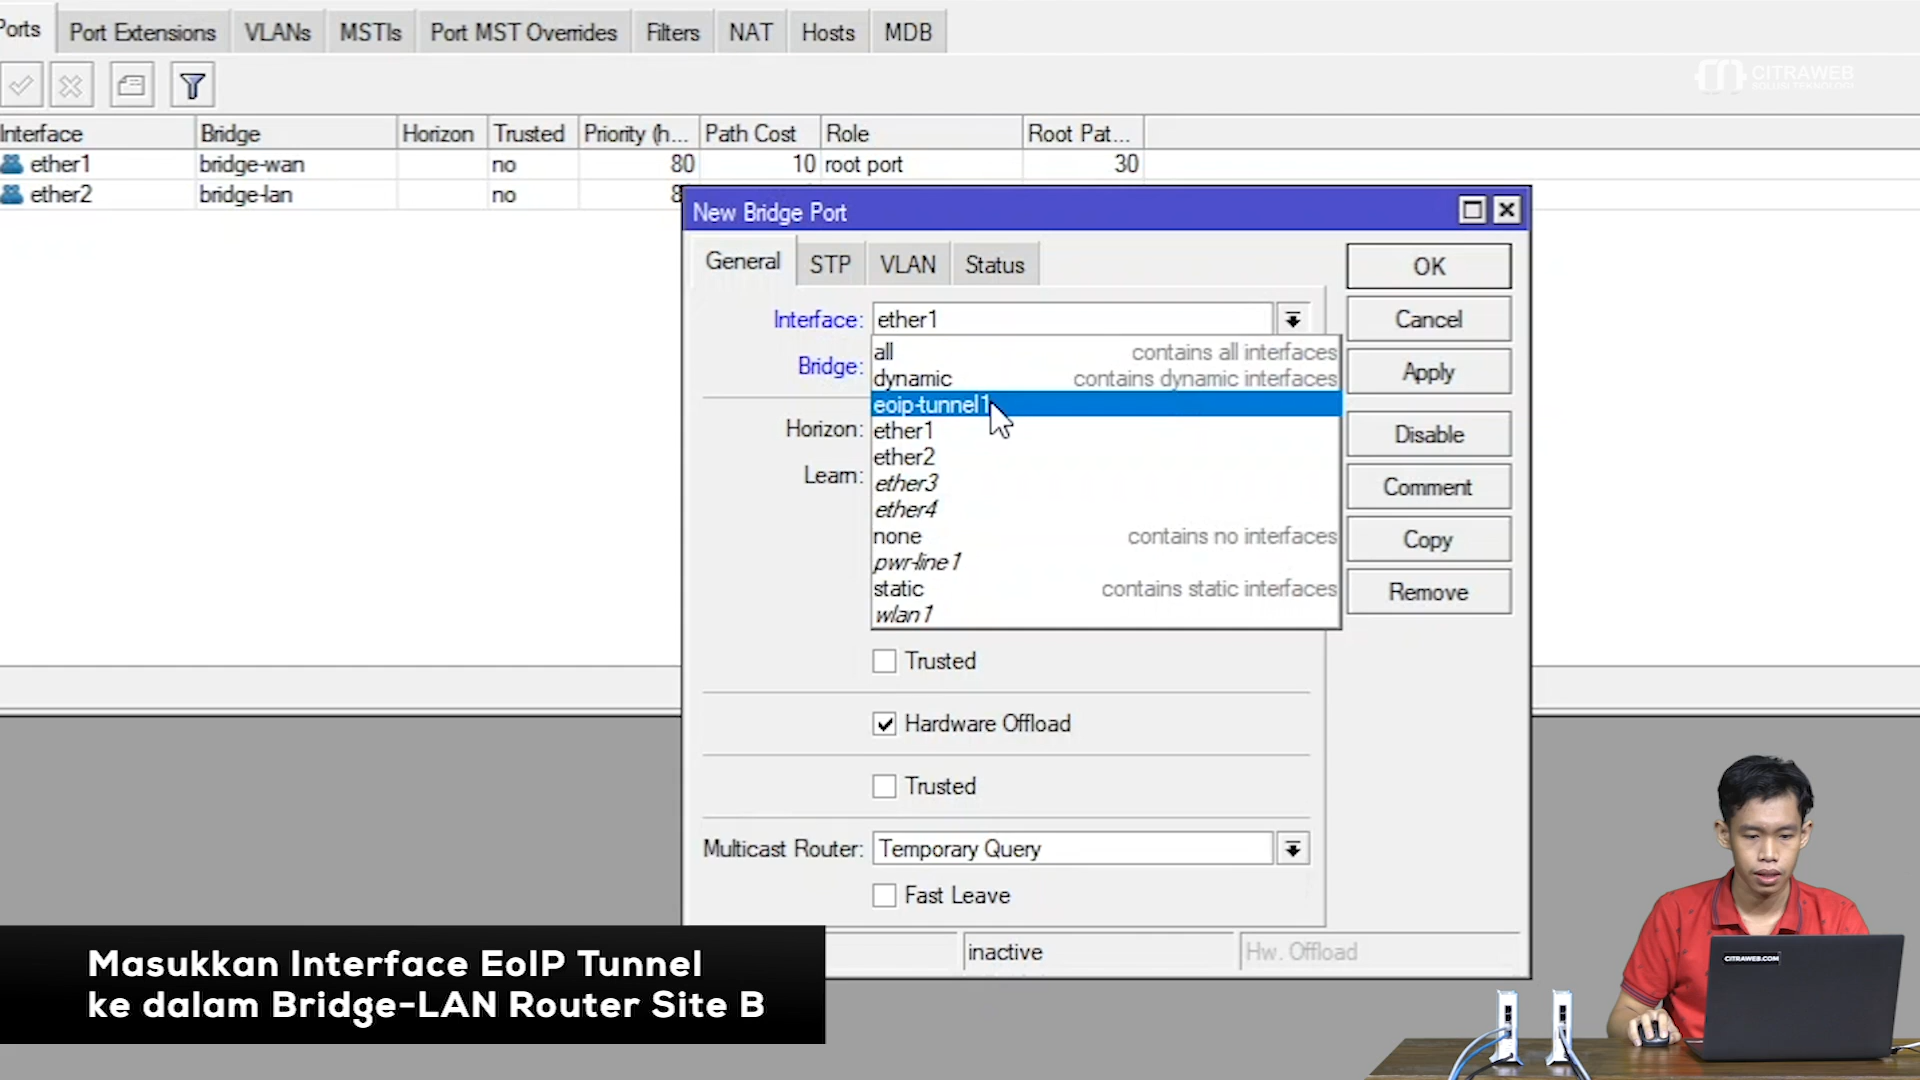 Ports Port Extensions VLANs MSTIs Port MST Overrides Filters NAT Hosts MDB
CITRAWEB
SOLUSI TEKNOLOGI
Interface Bridge Horizon Trusted Priority (h... Path Cost Role Root Pat...
ether1 bridge-wan no 80 10 root port 30
ether2 bridge-lan no 8
New Bridge Port
General STP VLAN Status
OK
Cancel
Apply
Disable
Comment
Copy
Remove
Interface: ether1
Bridge:
Horizon:
Learn:
all contains all interfaces
dynamic contains dynamic interfaces
eoip-tunnel1
ether1
ether2
ether3
ether4
none contains no interfaces
pwr-line1
static contains static interfaces
wlan1
Trusted
Hardware Offload
Trusted
Multicast Router: Temporary Query
Fast Leave
inactive Hw. Offload
Masukkan Interface EoIP Tunnel
ke dalam Bridge-LAN Router Site B
CITRAWEB.COM